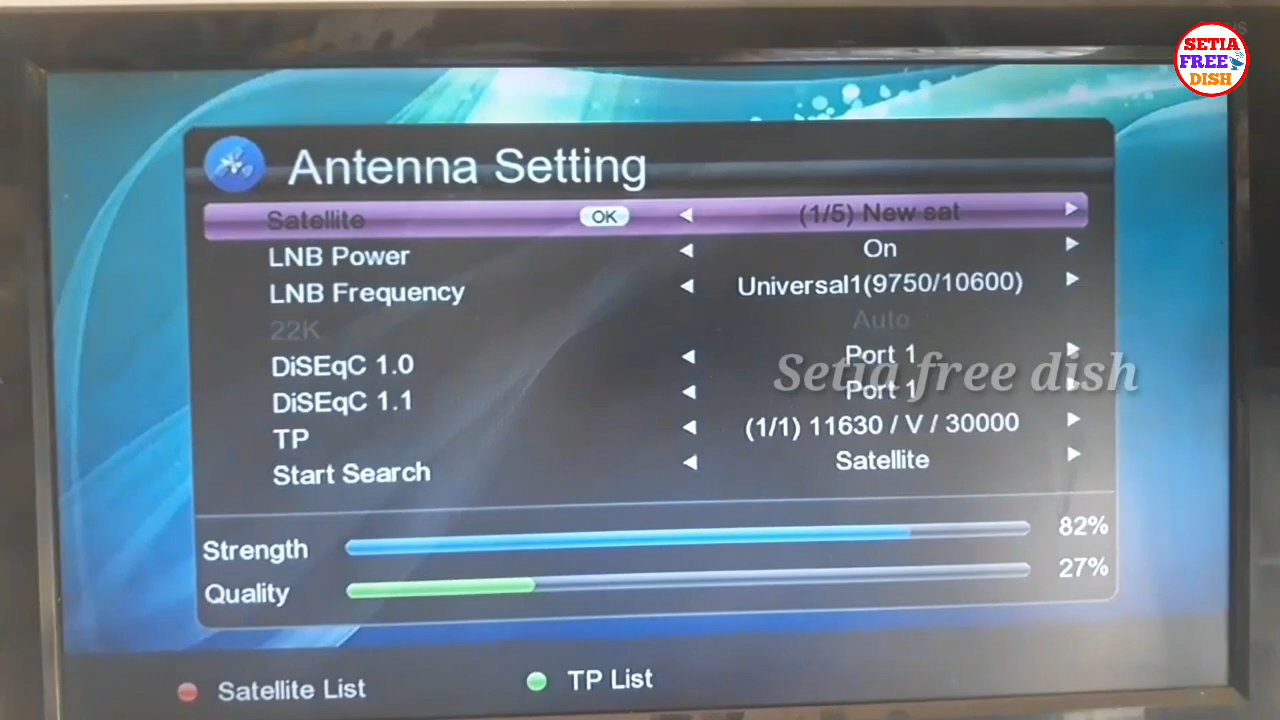 SETIA
FREE
DISH
Antenna Setting
Satellite OK (1/5) New sat
LNB Power On
LNB Frequency Universal1(9750/10600)
22K Auto
DiSEqC 1.0 Port 1
Setia free dish
DiSEqC 1.1 Port 1
TP (1/1) 11630 / V / 30000
Start Search Satellite
Strength 82%
Quality 27%
Satellite List TP List